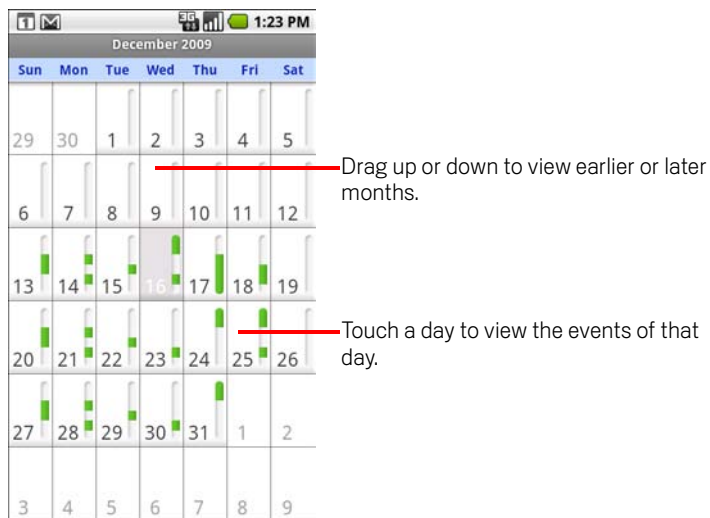 1 M 3G 1:23 PM
December 2009
Sun Mon Tue Wed Thu Fri Sat
29 30 1 2 3 4 5
Drag up or down to view earlier or later
months.
6 7 8 9 10 11 12
13 14 15 16 17 18 19
Touch a day to view the events of that
day.
20 21 22 23 24 25 26
27 28 29 30 31 1 2
3 4 5 6 7 8 9